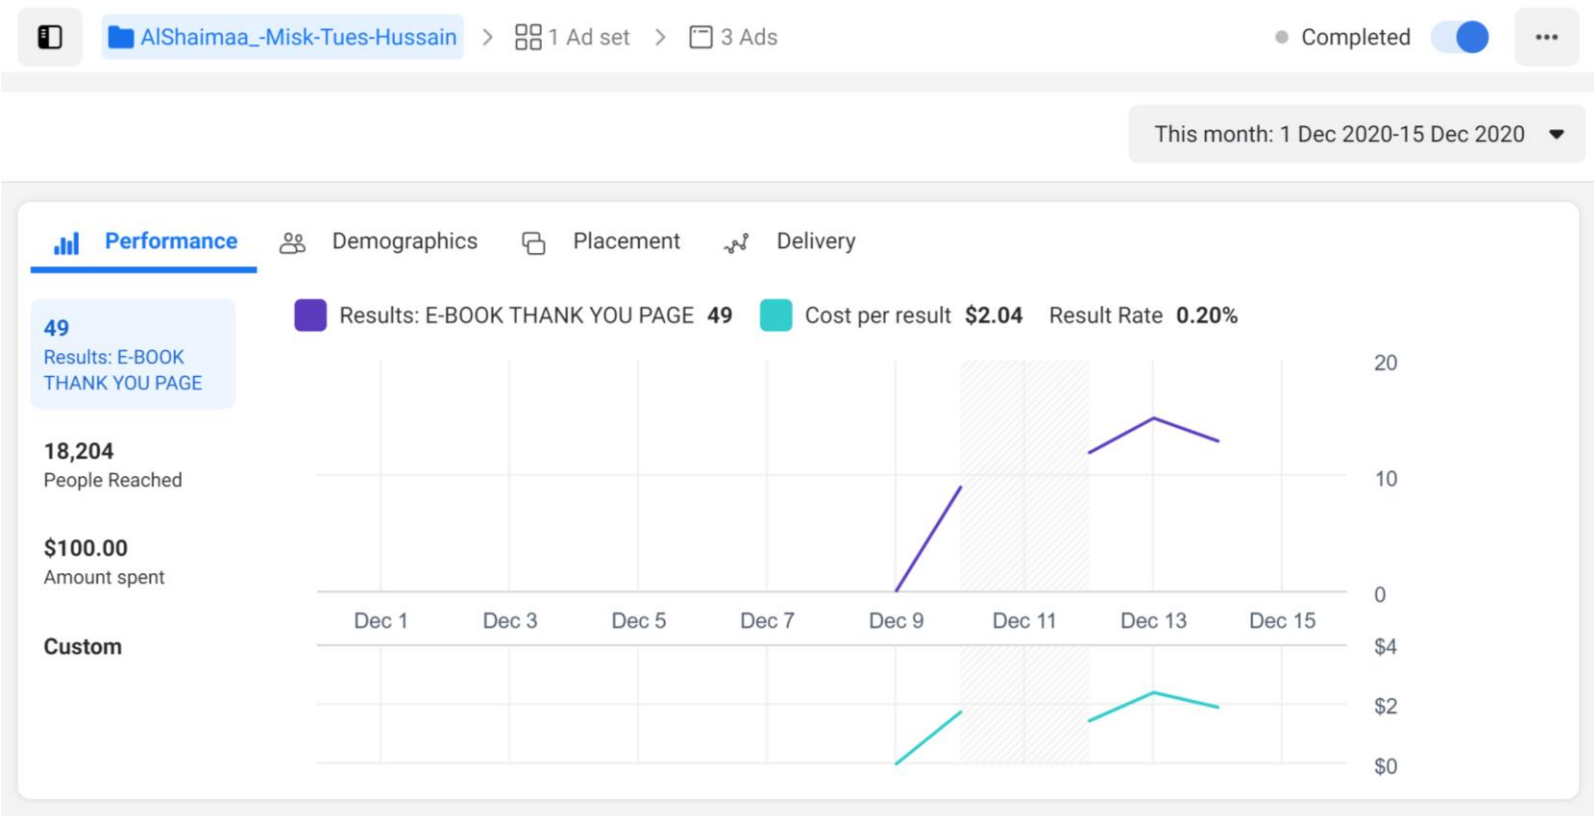 AlShaimaa_-Misk-Tues-Hussain > 1 Ad set > 3 Ads
Completed
This month: 1 Dec 2020-15 Dec 2020
Performance Demographics Placement Delivery
49
Results: E-BOOK
THANK YOU PAGE
18,204
People Reached
$100.00
Amount spent
Custom
Results: E-BOOK THANK YOU PAGE 49 Cost per result $2.04 Result Rate 0.20%
20
10
0
Dec 1 Dec 3 Dec 5 Dec 7 Dec 9 Dec 11 Dec 13 Dec 15
$4
$2
$0